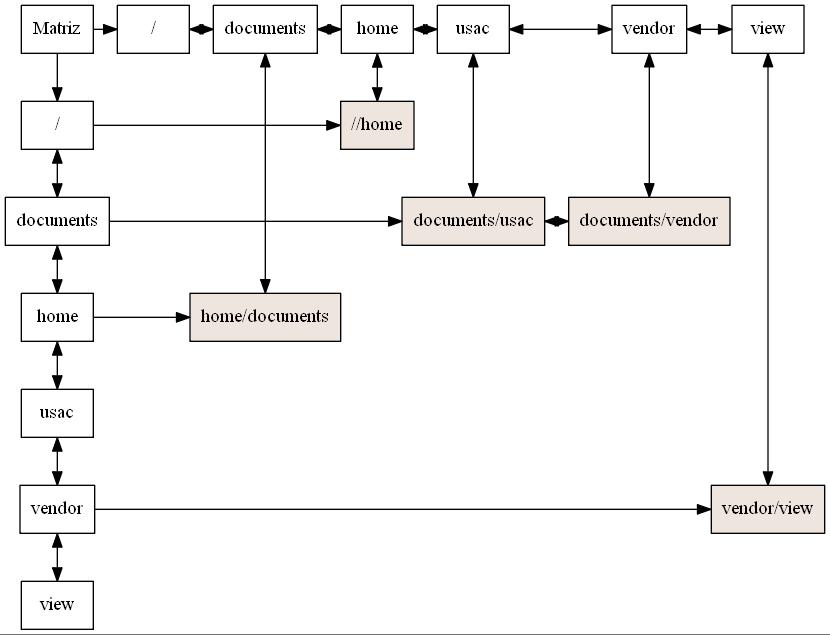 Matriz / documents home usac vendor view
/ //home
documents documents/usac documents/vendor
home home/documents
usac
vendor vendor/view
view